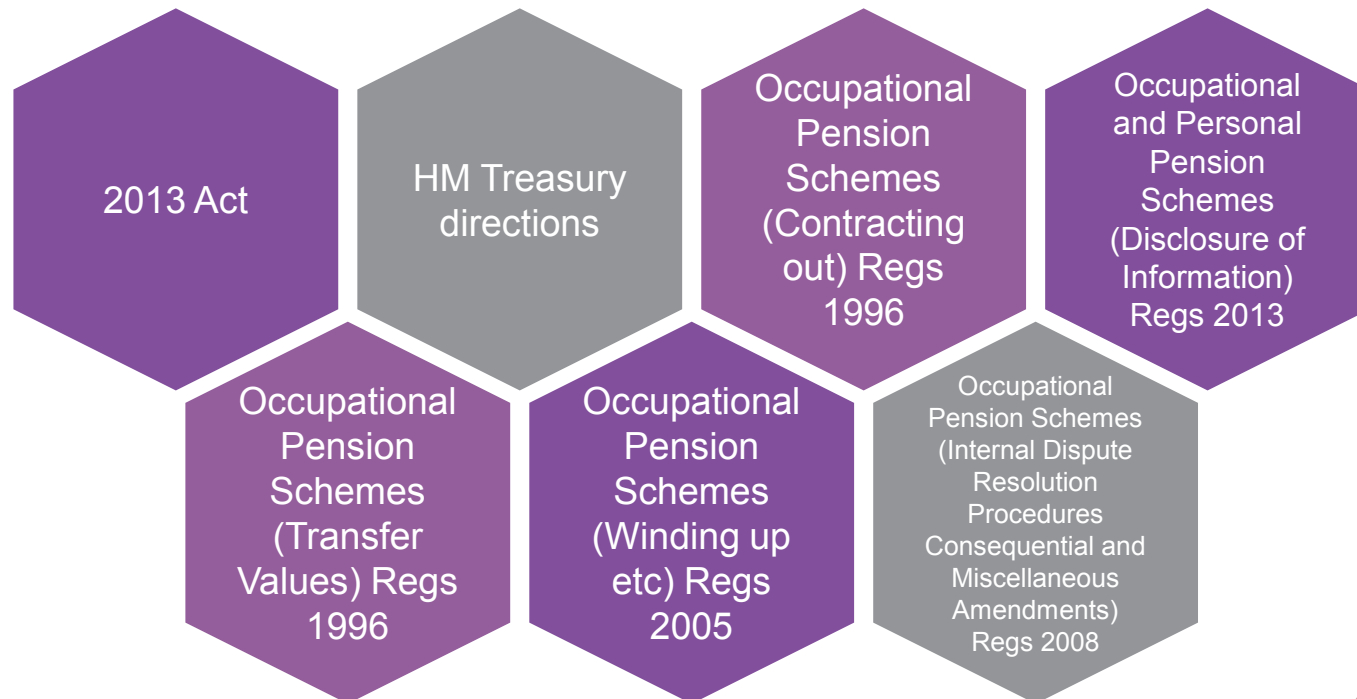 2013 Act
HM Treasury
directions
Occupational
Pension
Schemes
(Contracting
out) Regs
1996
Occupational
and Personal
Pension
Schemes
(Disclosure of
Information)
Regs 2013
Occupational
Pension
Schemes
(Transfer
Values) Regs
1996
Occupational
Pension
Schemes
(Winding up
etc) Regs
2005
Occupational
Pension Schemes
(Internal Dispute
Resolution
Procedures
Consequential and
Miscellaneous
Amendments)
Regs 2008